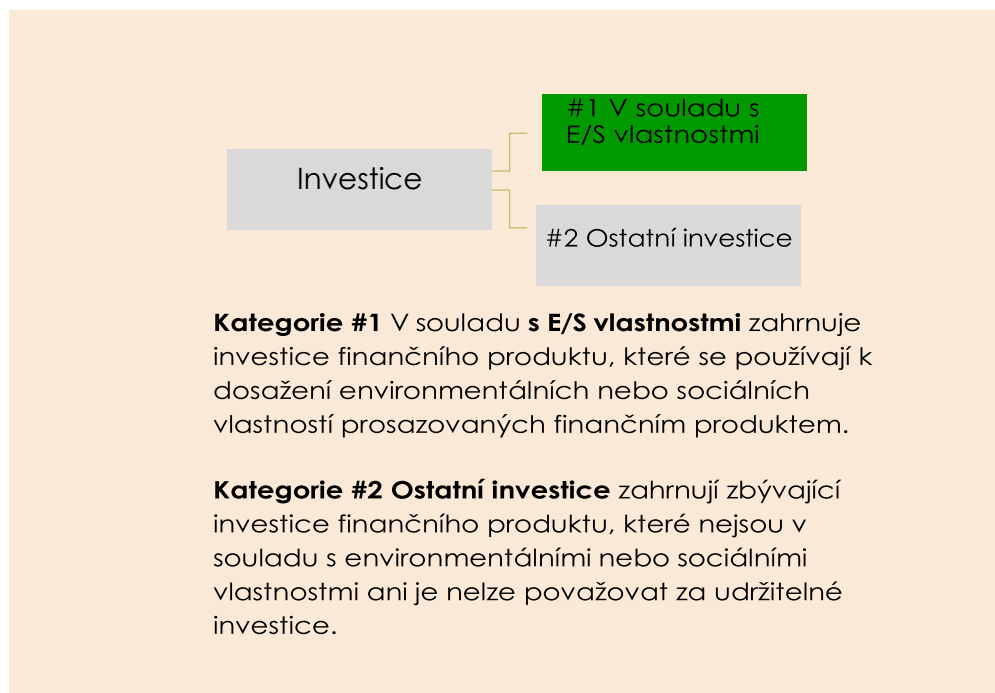 #1 V souladu s
E/S vlastnostmi
Investice
#2 Ostatní investice
Kategorie #1 V souladu s E/S vlastnostmi zahrnuje
investice finančního produktu, které se používají k
dosažení environmentálních nebo sociálních
vlastností prosazovaných finančním produktem.
Kategorie #2 Ostatní investice zahrnují zbývající
investice finančního produktu, které nejsou v
souladu s environmentálními nebo sociálními
vlastnostmi ani je nelze považovat za udržitelné
investice.